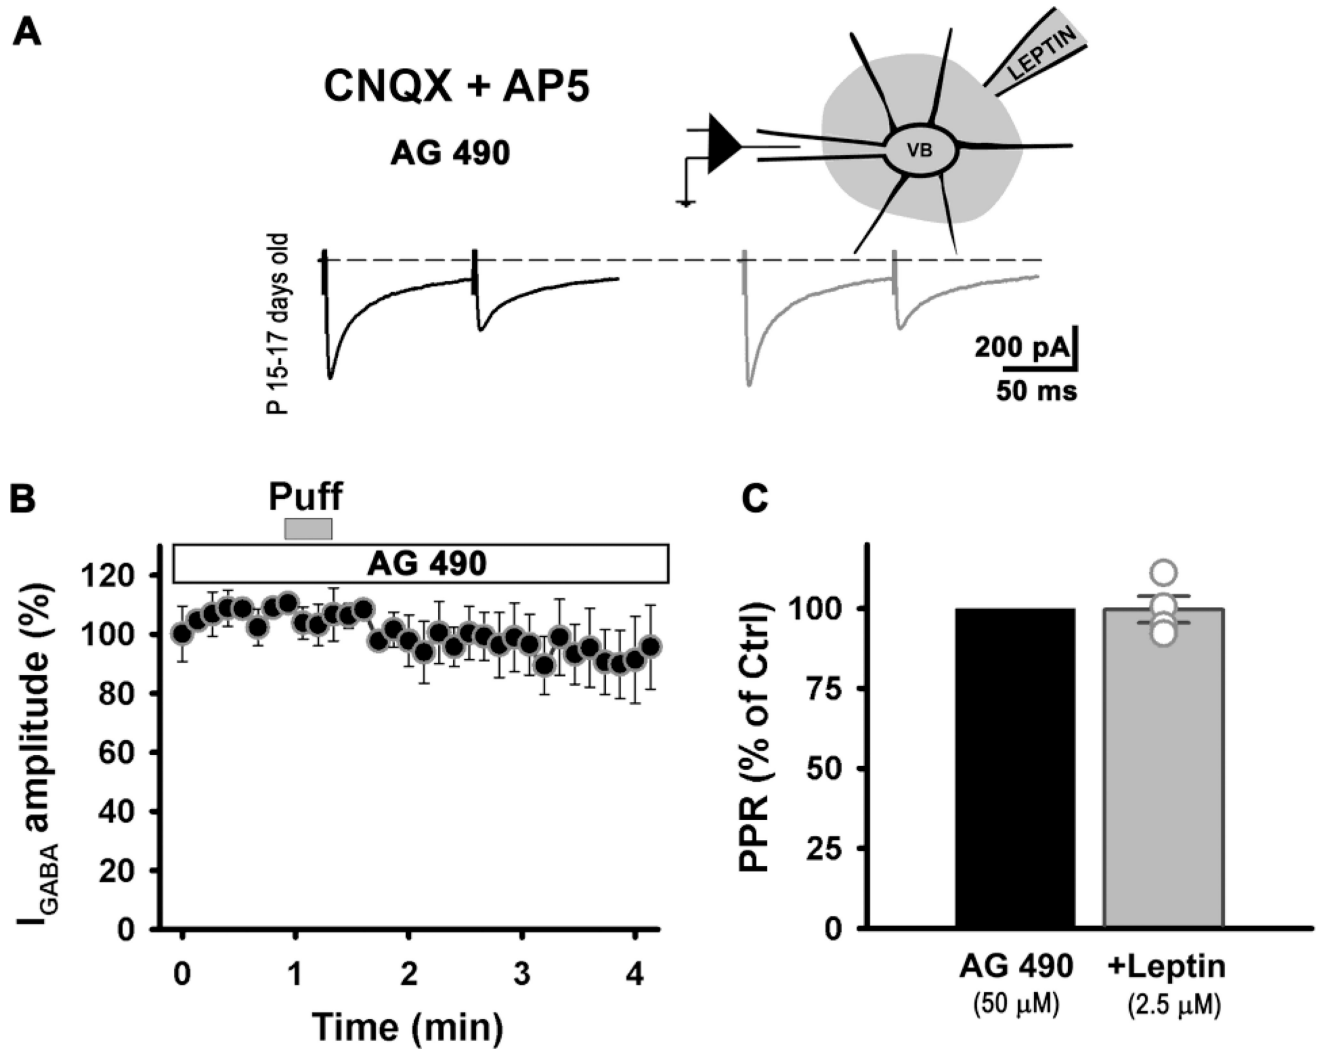 A
CNQX + AP5
AG 490
LEPTIN
VB
P 15-17 days old
200 pA
50 ms
B
Puff
AG 490
120
100
80
60
40
20
0
I_GABA amplitude (%)
0 1 2 3 4
Time (min)
C
100
75
50
25
0
PPR (% of Ctrl)
AG 490 +Leptin
(50 µM) (2.5 µM)